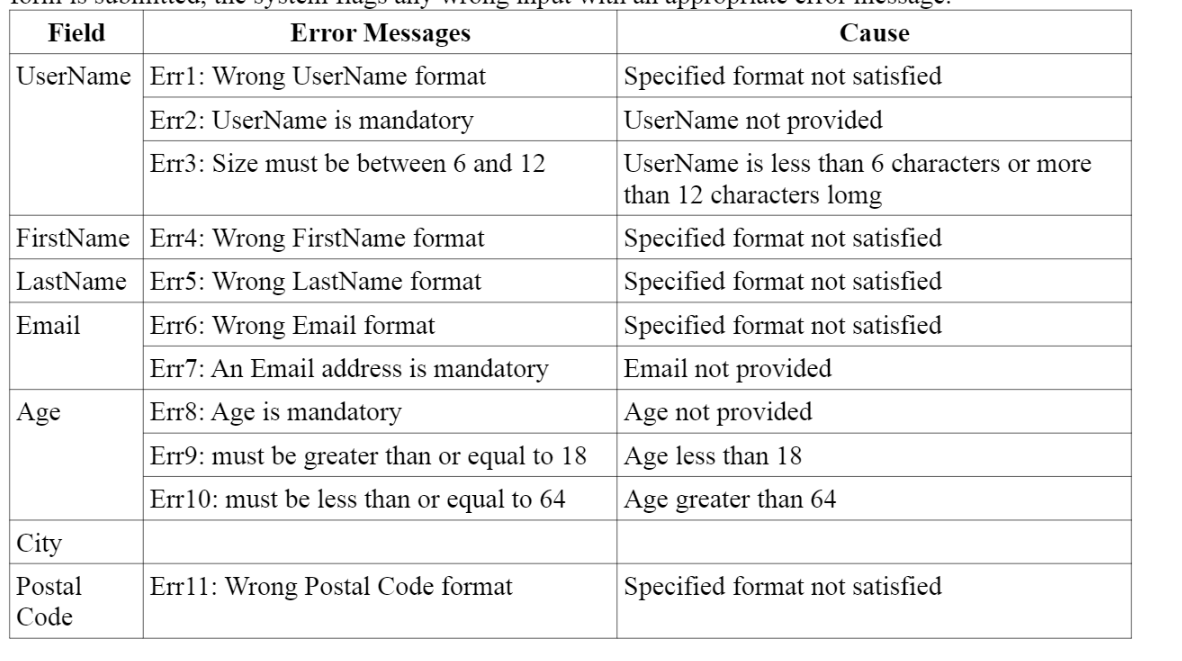 form is submitted, the system flags any wrong input with an appropriate error message.
Field Error Messages Cause
UserName Err1: Wrong UserName format Specified format not satisfied
Err2: UserName is mandatory UserName not provided
Err3: Size must be between 6 and 12 UserName is less than 6 characters or more
than 12 characters lomg
FirstName Err4: Wrong FirstName format Specified format not satisfied
LastName Err5: Wrong LastName format Specified format not satisfied
Email Err6: Wrong Email format Specified format not satisfied
Err7: An Email address is mandatory Email not provided
Age Err8: Age is mandatory Age not provided
Err9: must be greater than or equal to 18 Age less than 18
Err10: must be less than or equal to 64 Age greater than 64
City
Postal Err11: Wrong Postal Code format Specified format not satisfied
Code